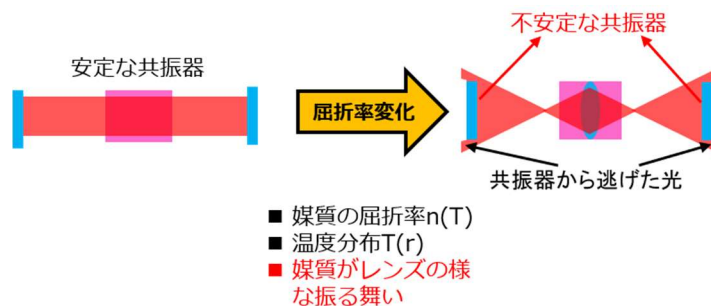 不安定な共振器
安定な共振器
屈折率変化
共振器から逃げた光
■ 媒質の屈折率n(T)
■ 温度分布T(r)
■ 媒質がレンズの様
な振る舞い